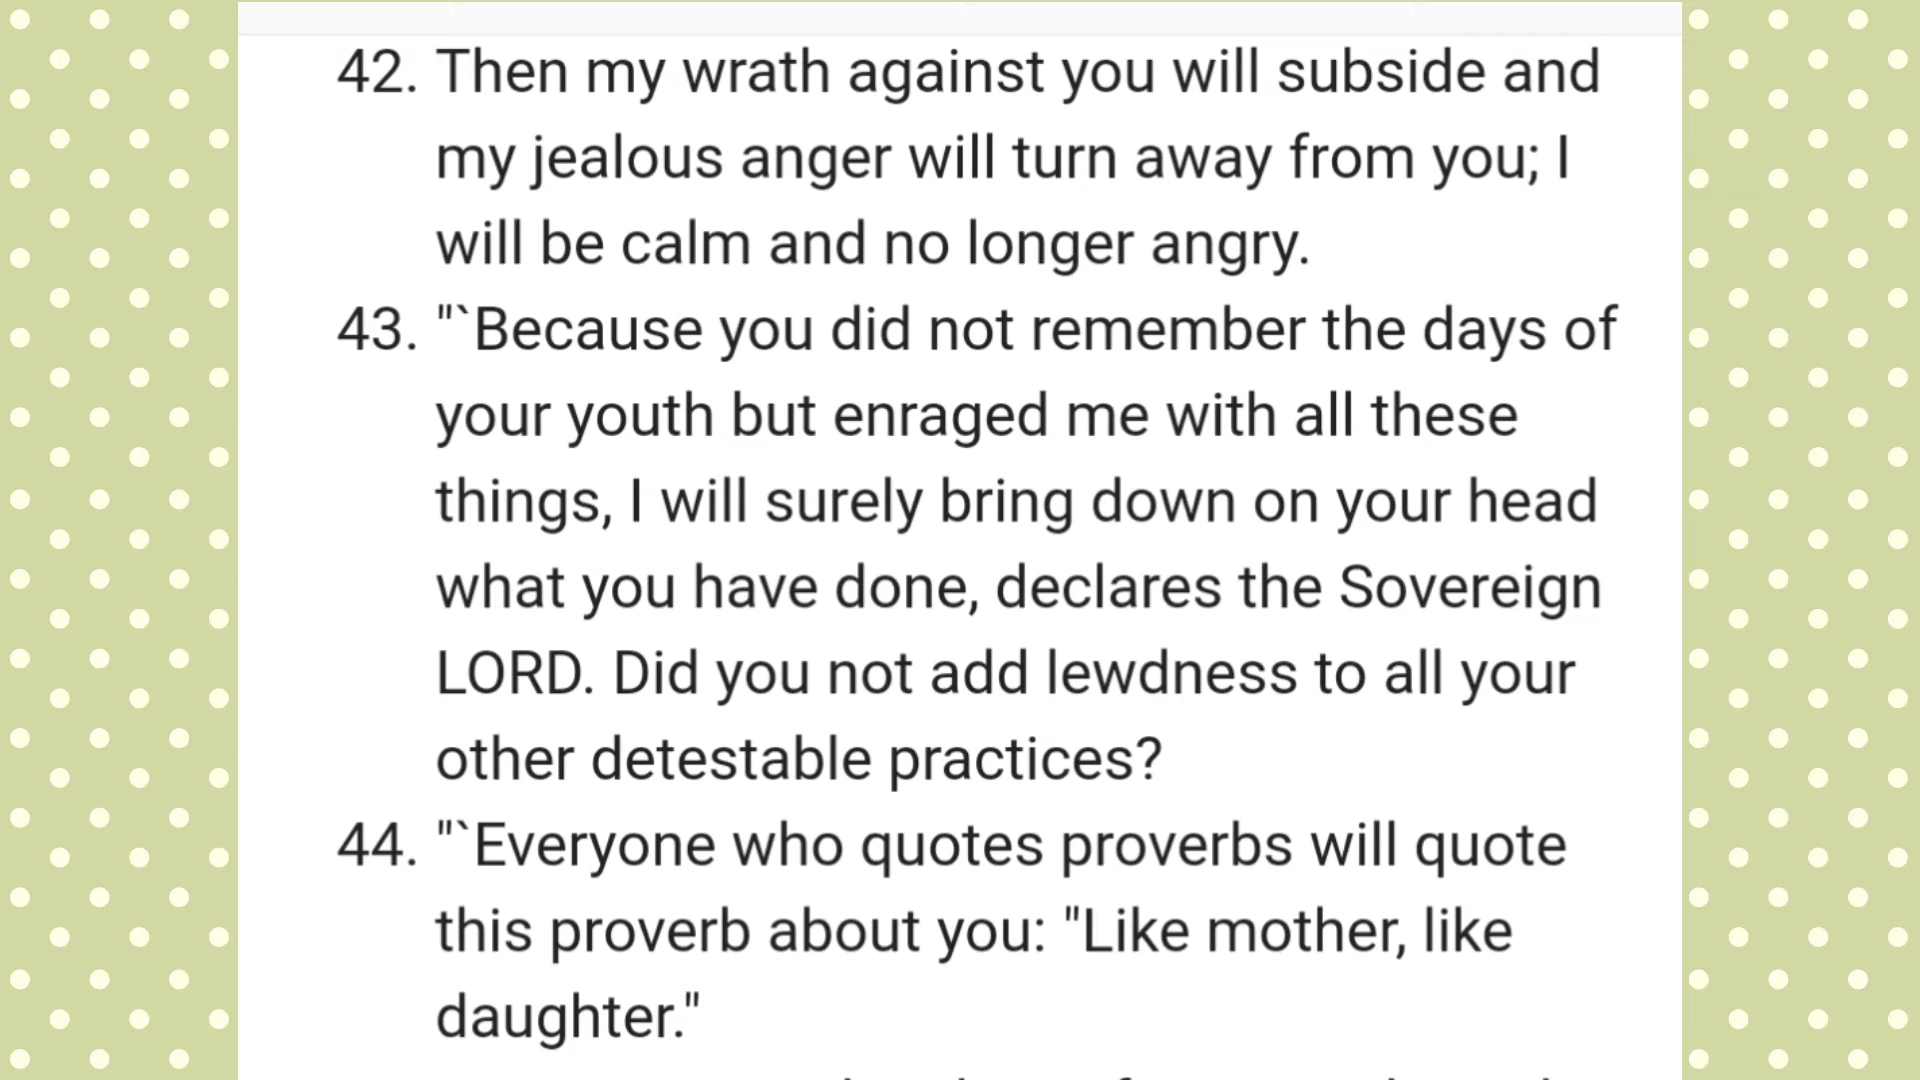 42. Then my wrath against you will subside and
my jealous anger will turn away from you; I
will be calm and no longer angry.
43. "`Because you did not remember the days of
your youth but enraged me with all these
things, I will surely bring down on your head
what you have done, declares the Sovereign
LORD. Did you not add lewdness to all your
other detestable practices?
44. "`Everyone who quotes proverbs will quote
this proverb about you: "Like mother, like
daughter."